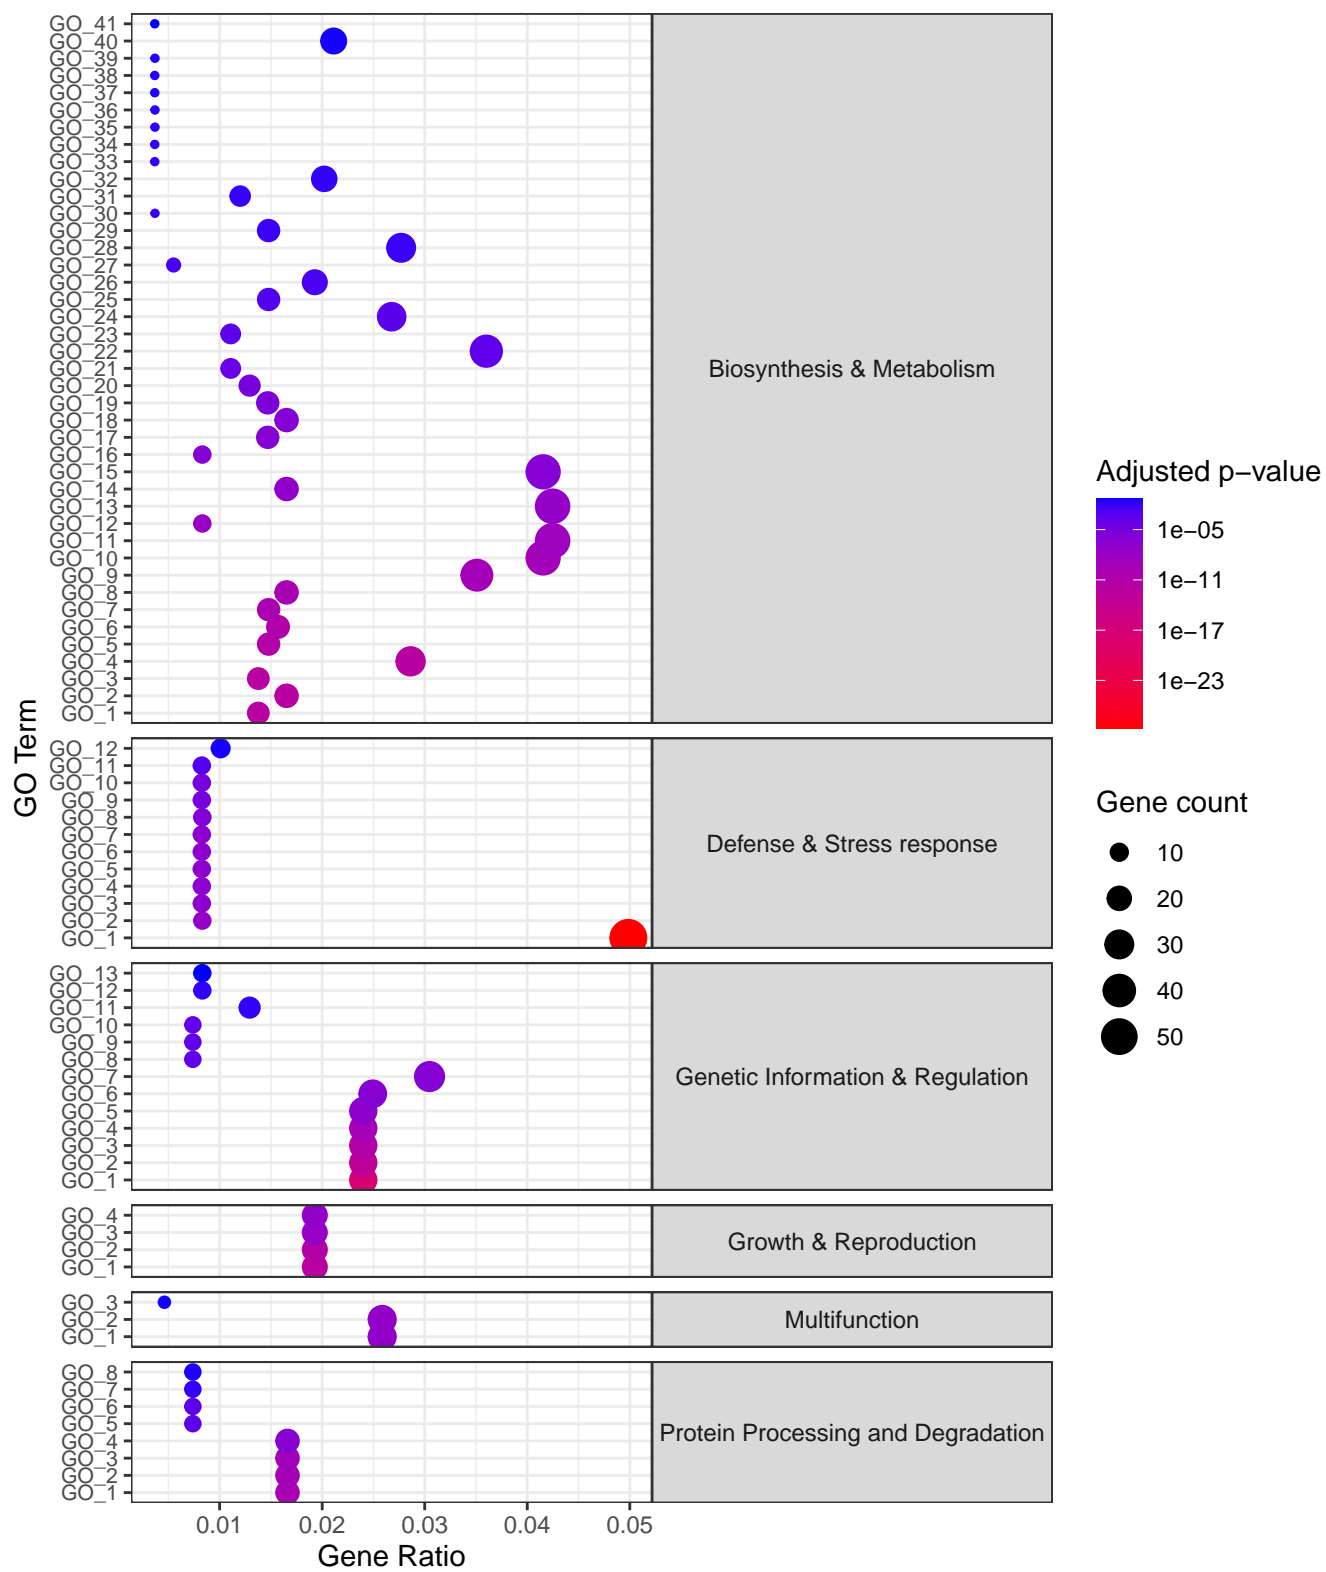 GO_41
GO_40
GO_39
GO_38
GO_37
GO_36
GO_35
GO_34
GO_33
GO_32
GO_31
GO_30
GO_29
GO_28
GO_27
GO_26
GO_25
GO_24
GO_23
GO_22
GO_21
GO_20
GO_19
GO_18
GO_17
GO_16
GO_15
GO_14
GO_13
GO_12
GO_11
GO_10
GO_9
GO_8
GO_7
GO_6
GO_5
GO_4
GO_3
GO_2
GO_1
Biosynthesis & Metabolism
GO_12
GO_11
GO_10
GO_9
GO_8
GO_7
GO_6
GO_5
GO_4
GO_3
GO_2
GO_1
Defense & Stress response
GO_13
GO_12
GO_11
GO_10
GO_9
GO_8
GO_7
GO_6
GO_5
GO_4
GO_3
GO_2
GO_1
Genetic Information & Regulation
GO_4
GO_3
GO_2
GO_1
Growth & Reproduction
GO_3
GO_2
GO_1
Multifunction
GO_8
GO_7
GO_6
GO_5
GO_4
GO_3
GO_2
GO_1
Protein Processing and Degradation
0.01 0.02 0.03 0.04 0.05
Gene Ratio
GO Term
Adjusted p−value
1e−05
1e−11
1e−17
1e−23
Gene count
10
20
30
40
50